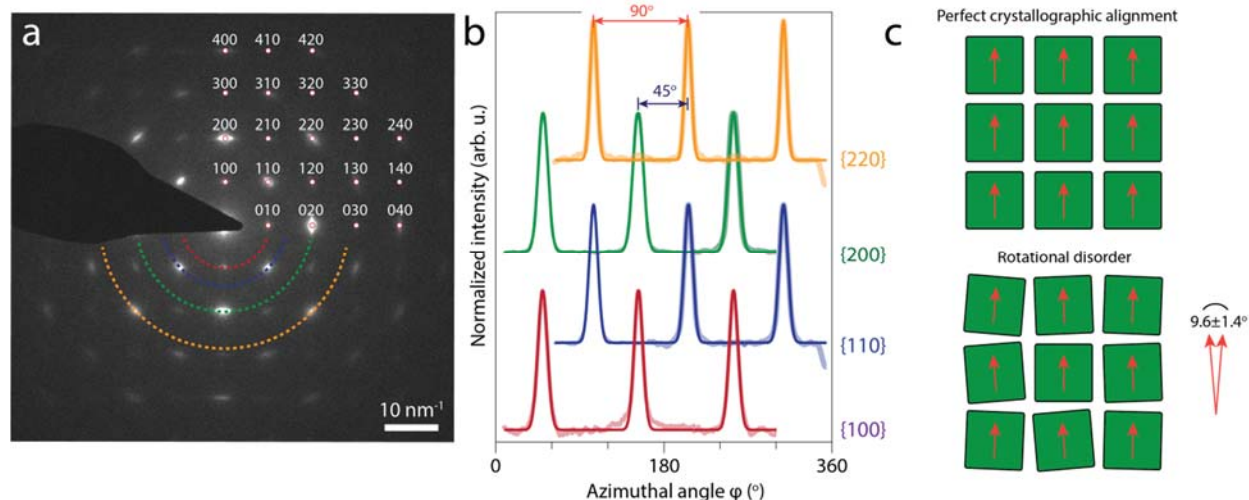 a
400 410 420
300 310 320 330
200 210 220 230 240
100 110 120 130 140
010 020 030 040
10 nm⁻¹
b
Normalized intensity (arb. u.)
90°
45°
{220}
{200}
{110}
{100}
0 180 360
Azimuthal angle φ (°)
c
Perfect crystallographic alignment
Rotational disorder
9.6±1.4°